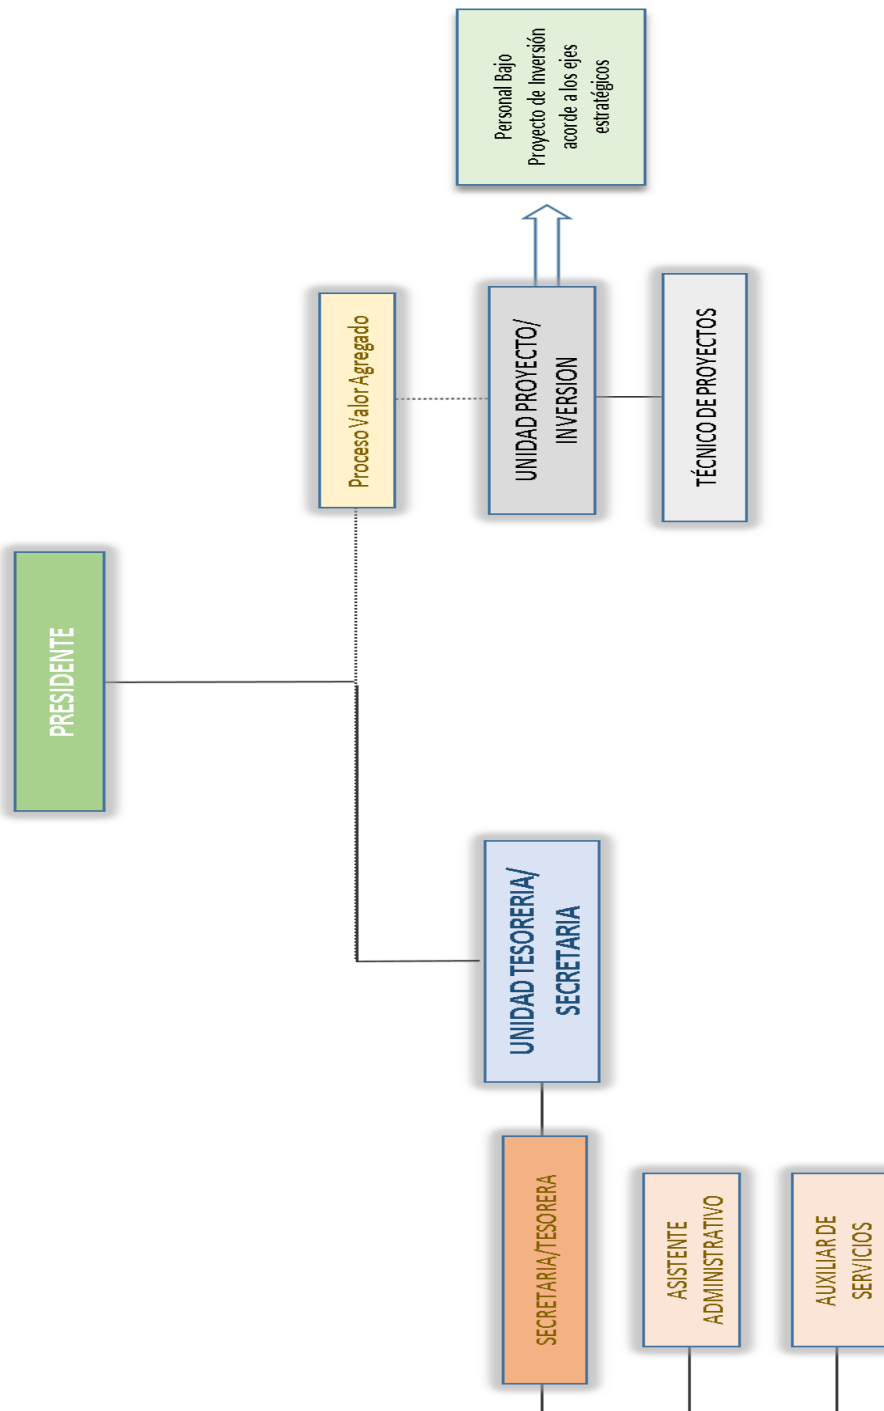 PRESIDENTE
Proceso Valor Agregado
UNIDAD TESORERIA/
SECRETARIA
UNIDAD PROYECTO/
INVERSION
Personal Bajo
Proyecto de Inversión
acorde a los ejes
estratégicos
SECRETARIA/TESORERA
TÉCNICO DE PROYECTOS
ASISTENTE
ADMINISTRATIVO
AUXILIAR DE
SERVICIOS